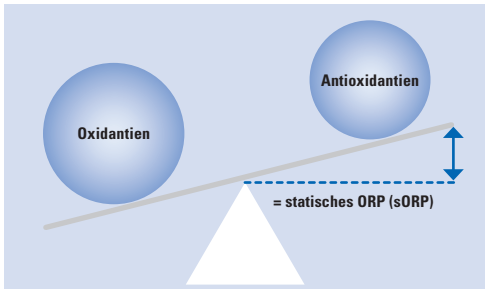 Antioxidantien
Oxidantien
= statisches ORP (sORP)